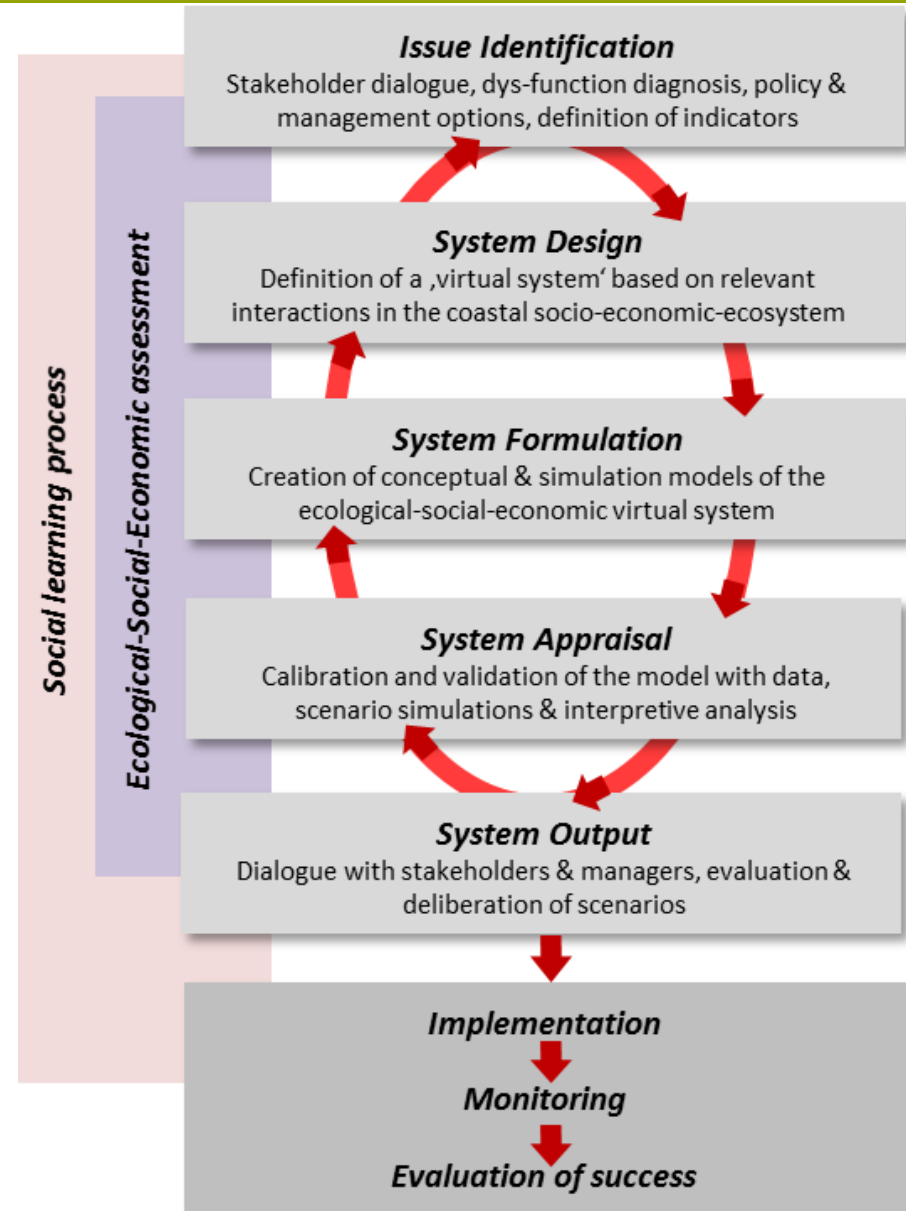 Issue Identification
Stakeholder dialogue, dys-function diagnosis, policy &
management options, definition of indicators
System Design
Definition of a ‚virtual system‘ based on relevant
interactions in the coastal socio-economic-ecosystem
System Formulation
Creation of conceptual & simulation models of the
ecological-social-economic virtual system
System Appraisal
Calibration and validation of the model with data,
scenario simulations & interpretive analysis
System Output
Dialogue with stakeholders & managers, evaluation &
deliberation of scenarios
Implementation
Monitoring
Evaluation of success
Social learning process
Ecological-Social-Economic assessment